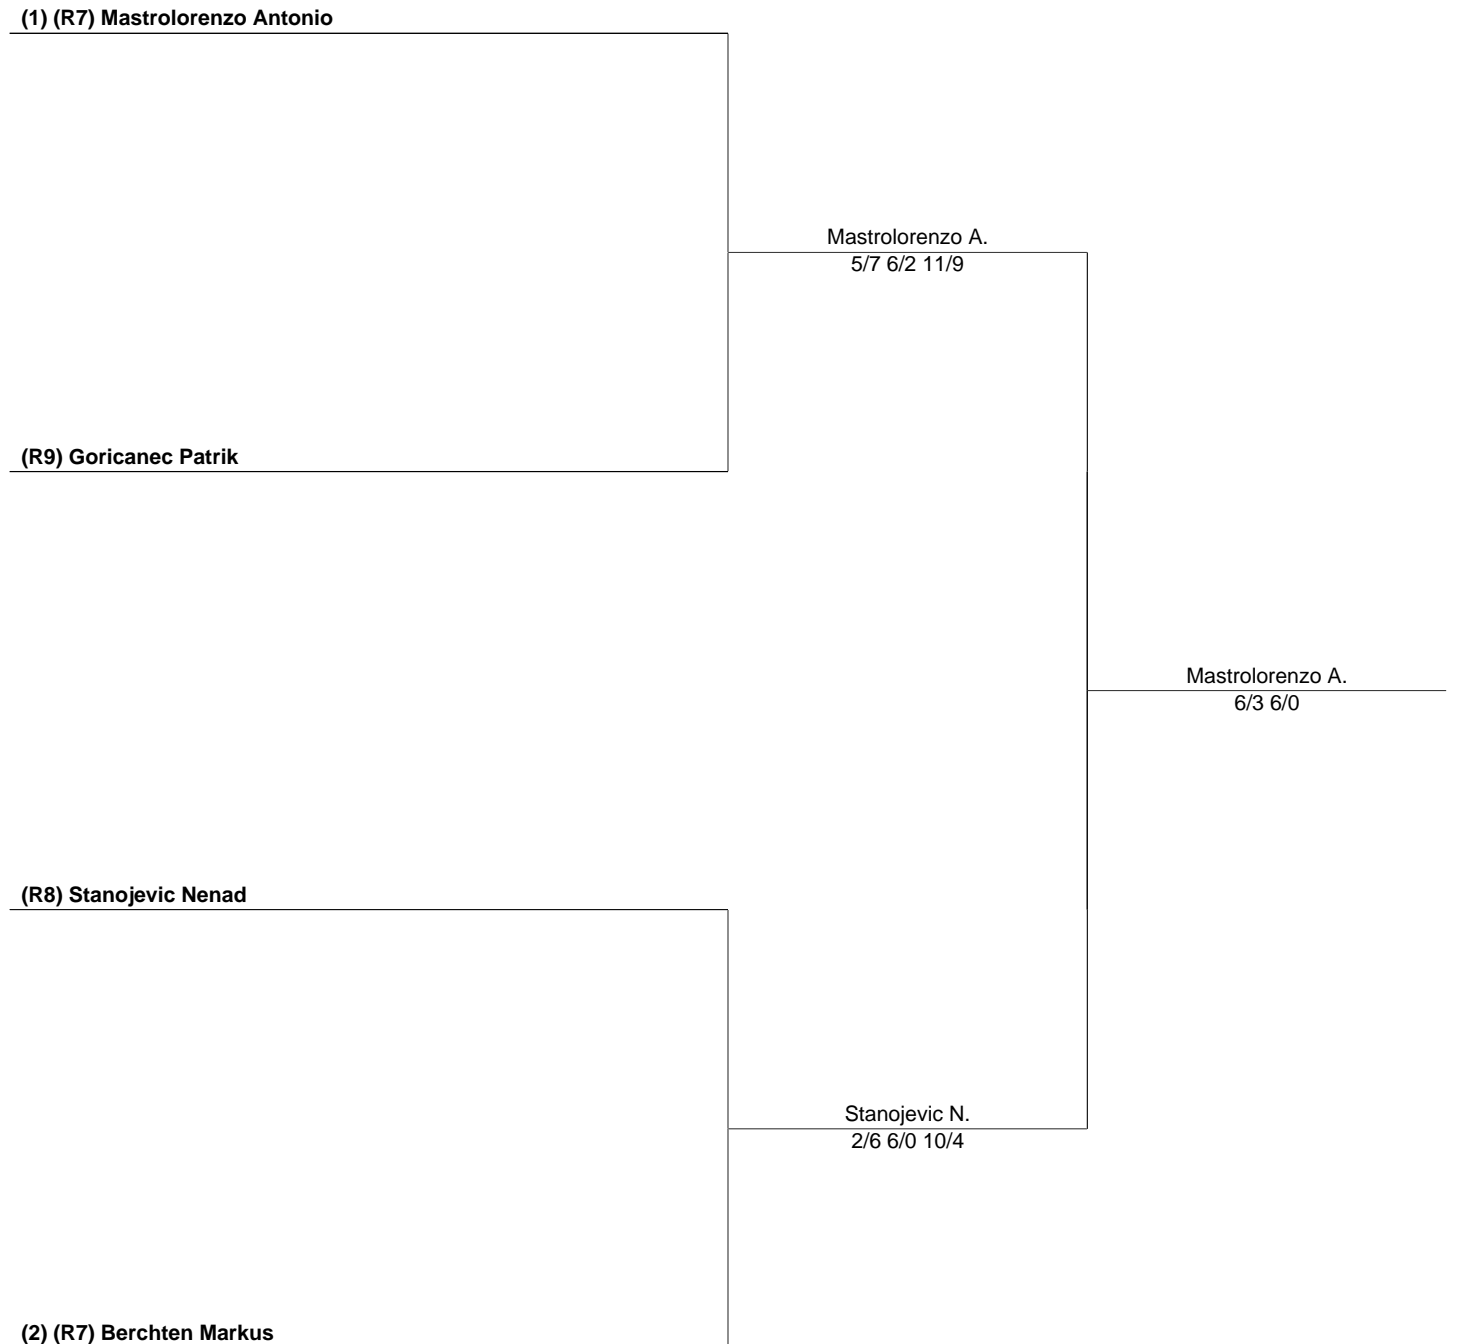 (1) (R7) Mastrolorenzo Antonio
Mastrolorenzo A.
5/7 6/2 11/9
(R9) Goricanec Patrik
Mastrolorenzo A.
6/3 6/0
(R8) Stanojevic Nenad
Stanojevic N.
2/6 6/0 10/4
(2) (R7) Berchten Markus